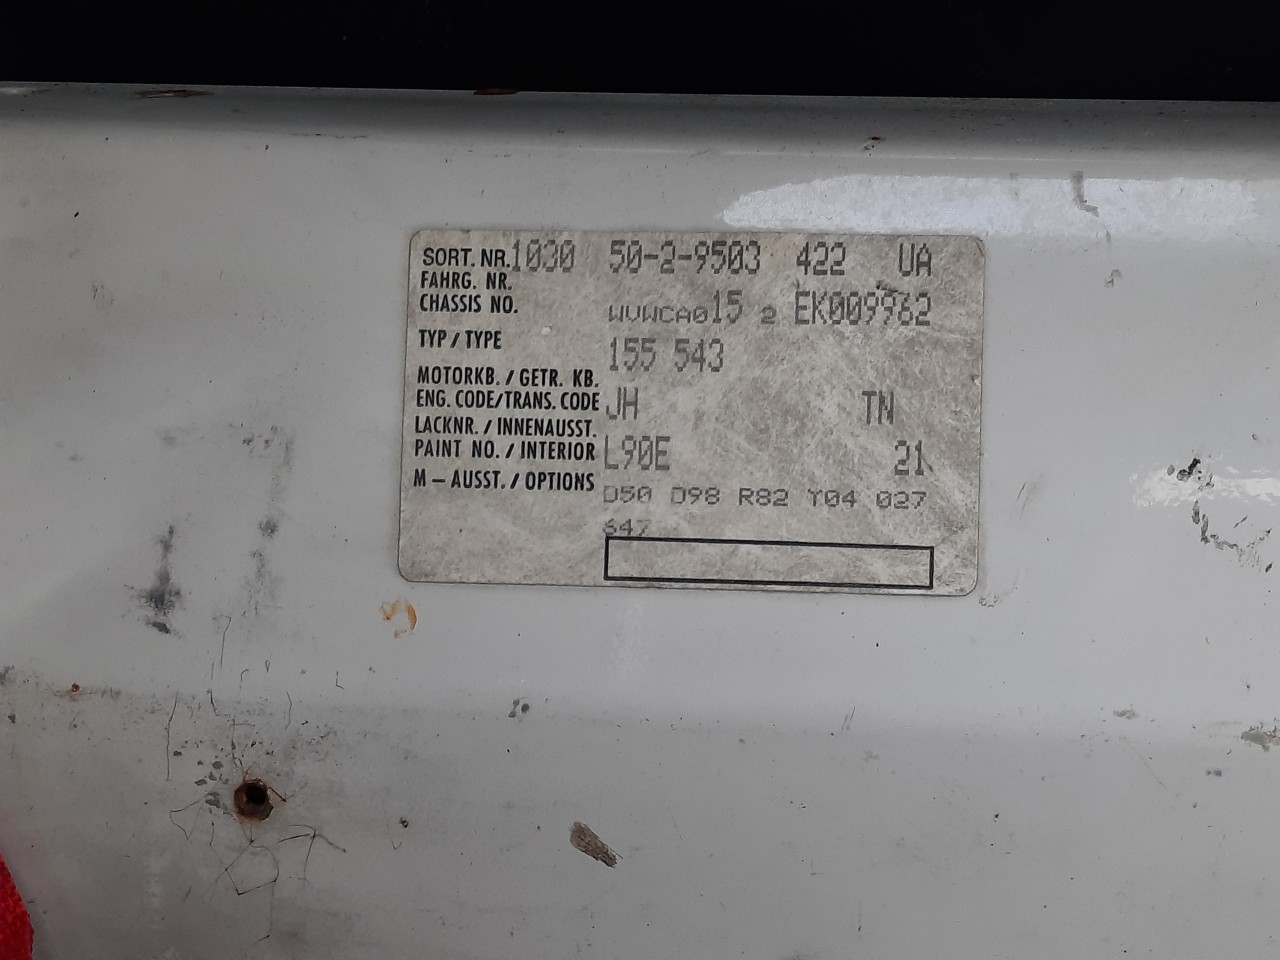 SORT. NR. 1030 50-2-9503 422 UA
FAHRG. NR.
CHASSIS NO. WVWCA015 2 EK009962
TYP / TYPE 155 543
MOTORKB. / GETR. KB.
ENG. CODE/TRANS. CODE JH TN
LACKNR. / INNENAUSST.
PAINT NO. / INTERIOR L90E 21
M – AUSST. / OPTIONS D50 D98 R82 T04 027
647